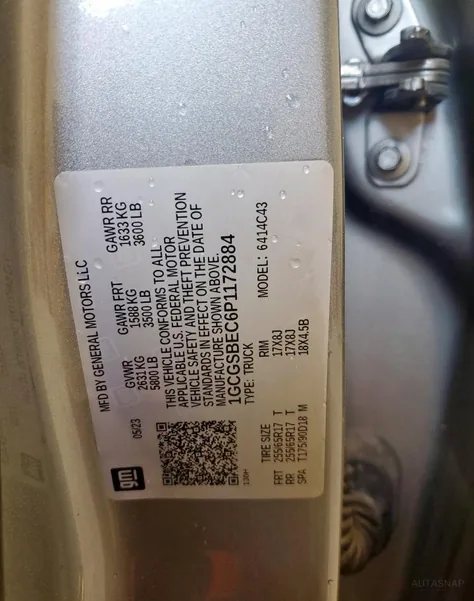 MFD BY GENERAL MOTORS LLC
gm
05/23
GVWR GAWR FRT GAWR RR
2631 KG 1588 KG 1633 KG
5800 LB 3500 LB 3600 LB
THIS VEHICLE CONFORMS TO ALL
APPLICABLE U.S. FEDERAL MOTOR
VEHICLE SAFETY AND THEFT PREVENTION
STANDARDS IN EFFECT ON THE DATE OF
MANUFACTURE SHOWN ABOVE.
1GCGSBEC6P1172884
TYPE: TRUCK MODEL: 6414C43
TIRE SIZE RIM
FRT 255/65R17 T 17X8J
RR 255/65R17 T 17X8J
SPA T175/90D18 M 18X4.5B
AUTASNAP